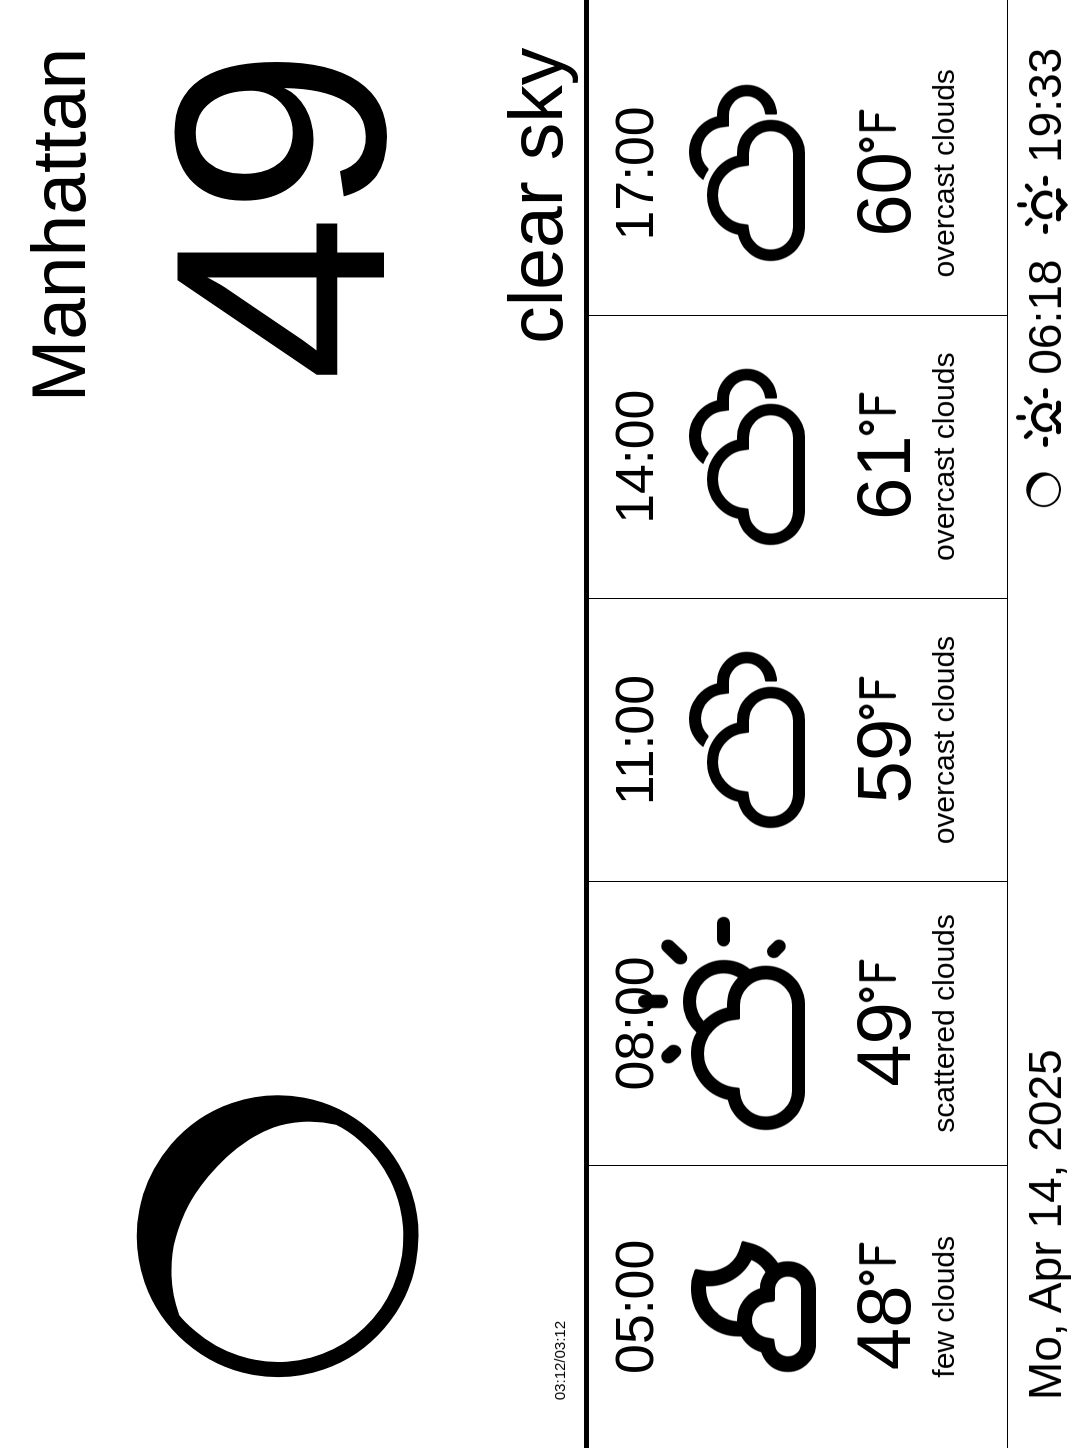 Manhattan
49
clear sky
03:12/03:12
05:00
48°F
few clouds
08:00
49°F
scattered clouds
11:00
59°F
overcast clouds
14:00
61°F
overcast clouds
17:00
60°F
overcast clouds
Mo, Apr 14, 2025
06:18
19:33